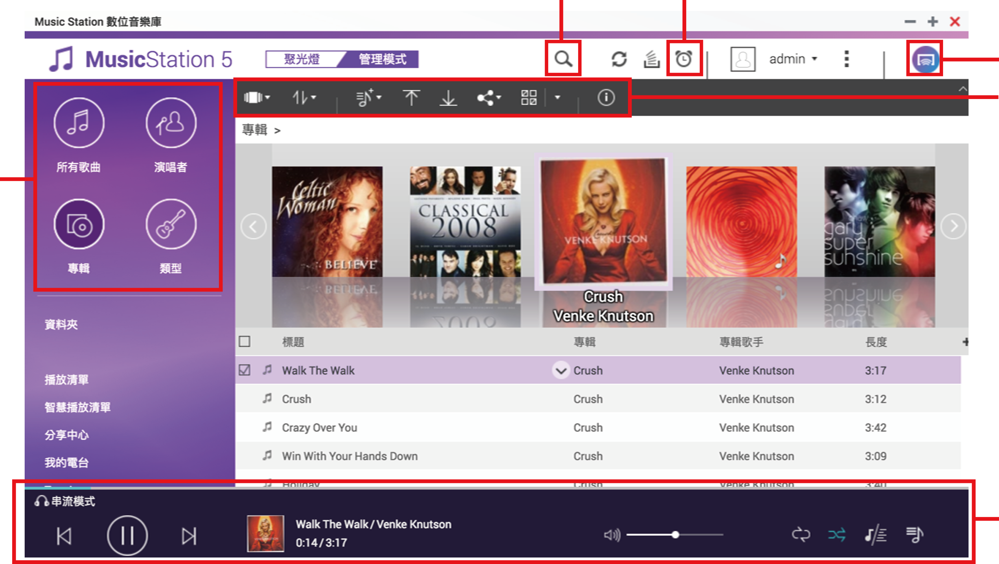 Music Station 數位音樂庫
MusicStation 5
聚光燈
管理模式
admin
所有歌曲
演唱者
專輯
類型
資料夾
播放清單
智慧播放清單
分享中心
我的電台
專輯 >
Celtic Woman
BELIEVE
CLASSICAL
2008
VENKE KNUTSON
gary
super
sunshine
Crush
Venke Knutson
標題 專輯 專輯歌手 長度
Walk The Walk Crush Venke Knutson 3:17
Crush Crush Venke Knutson 3:12
Crazy Over You Crush Venke Knutson 3:42
Win With Your Hands Down Crush Venke Knutson 3:09
Holiday Crush Venke Knutson 3:40
串流模式
Walk The Walk / Venke Knutson
0:14 / 3:17